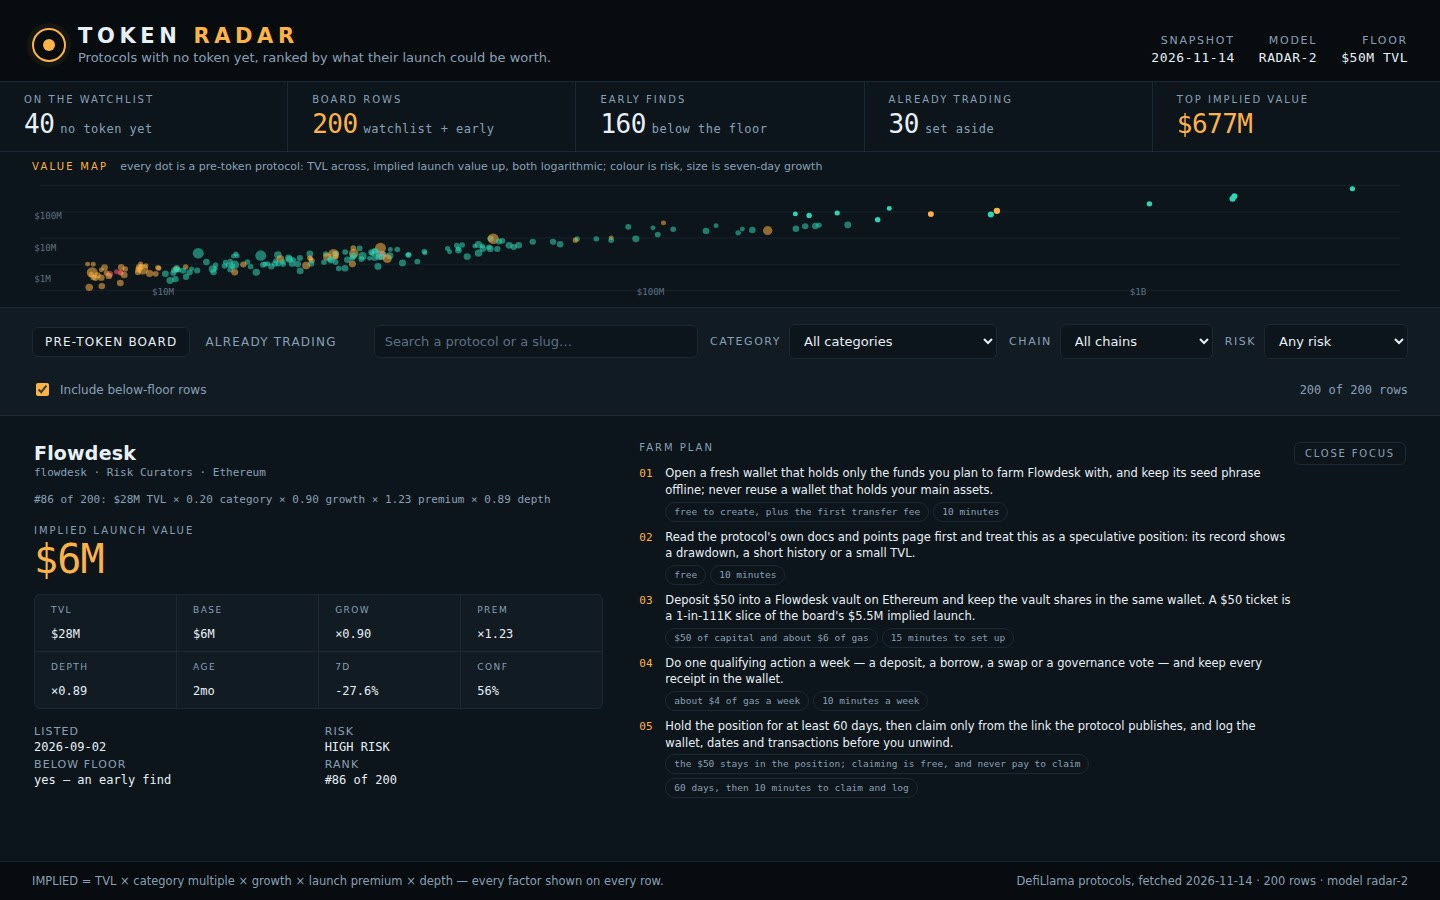 TOKEN RADAR
Protocols with no token yet, ranked by what their launch could be worth.
SNAPSHOT
2026-11-14
MODEL
RADAR-2
FLOOR
$50M TVL
ON THE WATCHLIST
40 no token yet
BOARD ROWS
200 watchlist + early
EARLY FINDS
160 below the floor
ALREADY TRADING
30 set aside
TOP IMPLIED VALUE
$677M
VALUE MAP every dot is a pre-token protocol: TVL across, implied launch value up, both logarithmic; colour is risk, size is seven-day growth
$100M
$10M
$1M
$10M
$100M
$1B
PRE-TOKEN BOARD
ALREADY TRADING
Search a protocol or a slug...
CATEGORY
All categories
CHAIN
All chains
RISK
Any risk
Include below-floor rows
200 of 200 rows
Flowdesk
flowdesk · Risk Curators · Ethereum
#86 of 200: $28M TVL × 0.20 category × 0.90 growth × 1.23 premium × 0.89 depth
IMPLIED LAUNCH VALUE
$6M
TVL
$28M
BASE
$6M
GROW
×0.90
PREM
×1.23
DEPTH
×0.89
AGE
2mo
7D
-27.6%
CONF
56%
LISTED
2026-09-02
RISK
HIGH RISK
BELOW FLOOR
yes — an early find
RANK
#86 of 200
FARM PLAN
CLOSE FOCUS
01 Open a fresh wallet that holds only the funds you plan to farm Flowdesk with, and keep its seed phrase
offline; never reuse a wallet that holds your main assets.
free to create, plus the first transfer fee
10 minutes
02 Read the protocol's own docs and points page first and treat this as a speculative position: its record shows
a drawdown, a short history or a small TVL.
free
10 minutes
03 Deposit $50 into a Flowdesk vault on Ethereum and keep the vault shares in the same wallet. A $50 ticket is
a 1-in-111K slice of the board's $5.5M implied launch.
$50 of capital and about $6 of gas
15 minutes to set up
04 Do one qualifying action a week — a deposit, a borrow, a swap or a governance vote — and keep every
receipt in the wallet.
about $4 of gas a week
10 minutes a week
05 Hold the position for at least 60 days, then claim only from the link the protocol publishes, and log the
wallet, dates and transactions before you unwind.
the $50 stays in the position; claiming is free, and never pay to claim
60 days, then 10 minutes to claim and log
IMPLIED = TVL × category multiple × growth × launch premium × depth — every factor shown on every row.
DefiLlama protocols, fetched 2026-11-14 · 200 rows · model radar-2